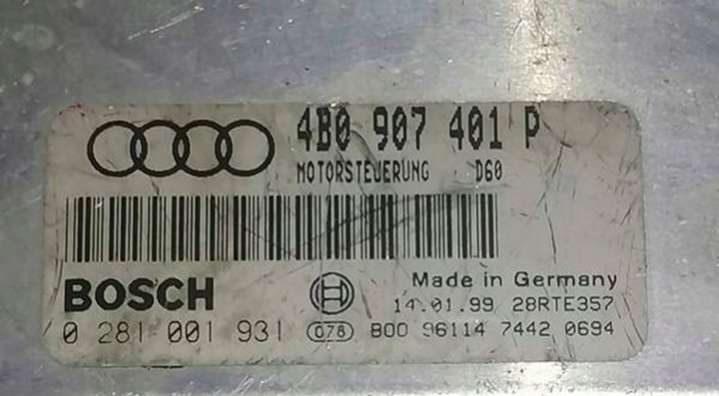 4B0 907 401 P
MOTORSTEUERUNG D60
BOSCH
Made in Germany
14.01.99 28RTE357
0 281 001 931 078 800 96114 7442 0694